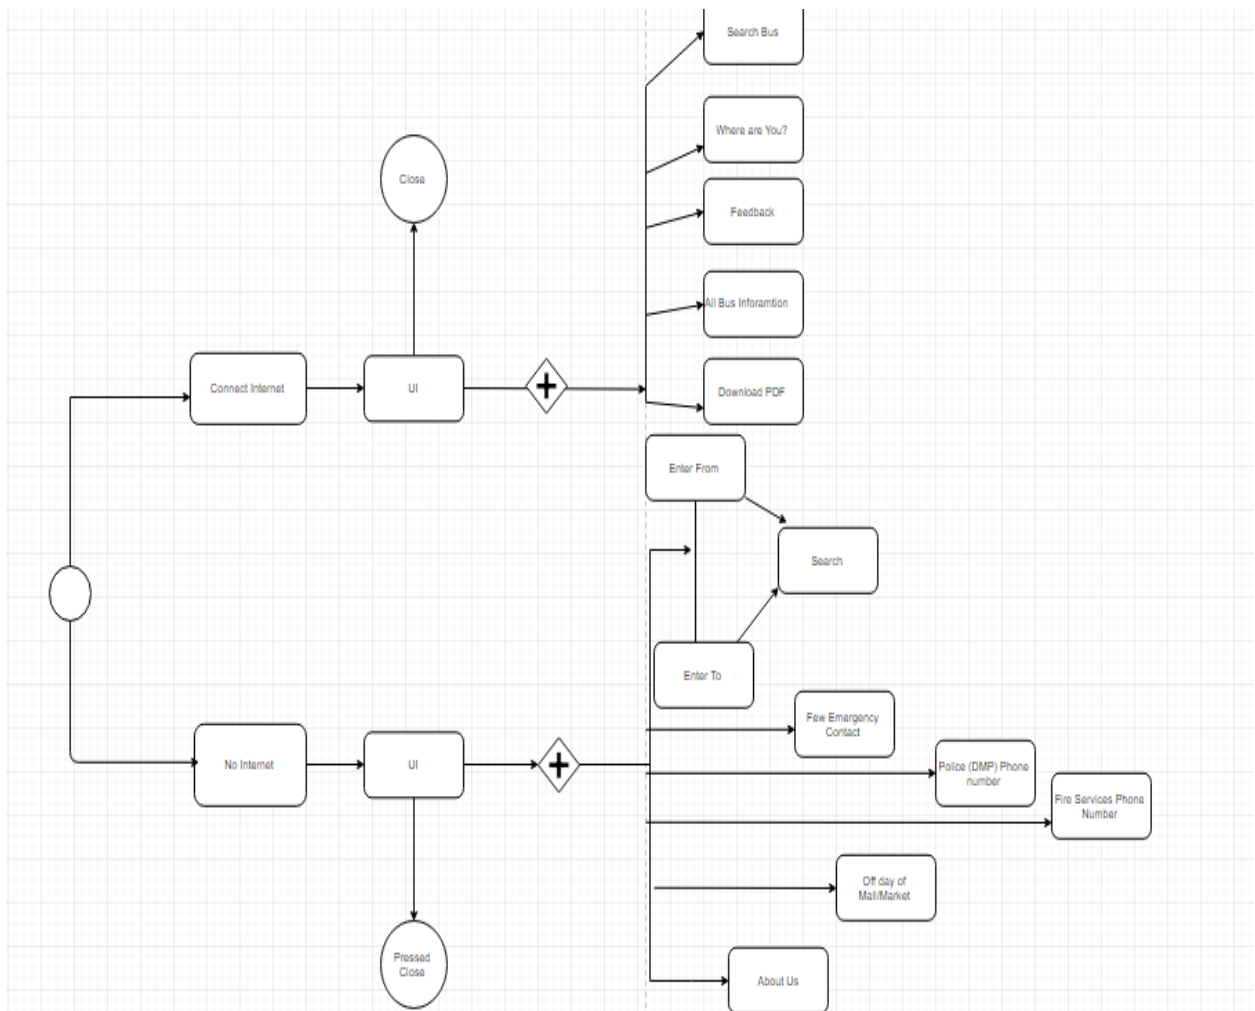 Search Bus
Where are You?
Close
Feedback
All Bus Inforamtion
Connect Internet
UI
Download PDF
Enter From
Search
Enter To
Few Emergency
Contact
No Internet
UI
Police (DMP) Phone
number
Fire Services Phone
Number
Off day of
Mall/Market
Pressed
Close
About Us